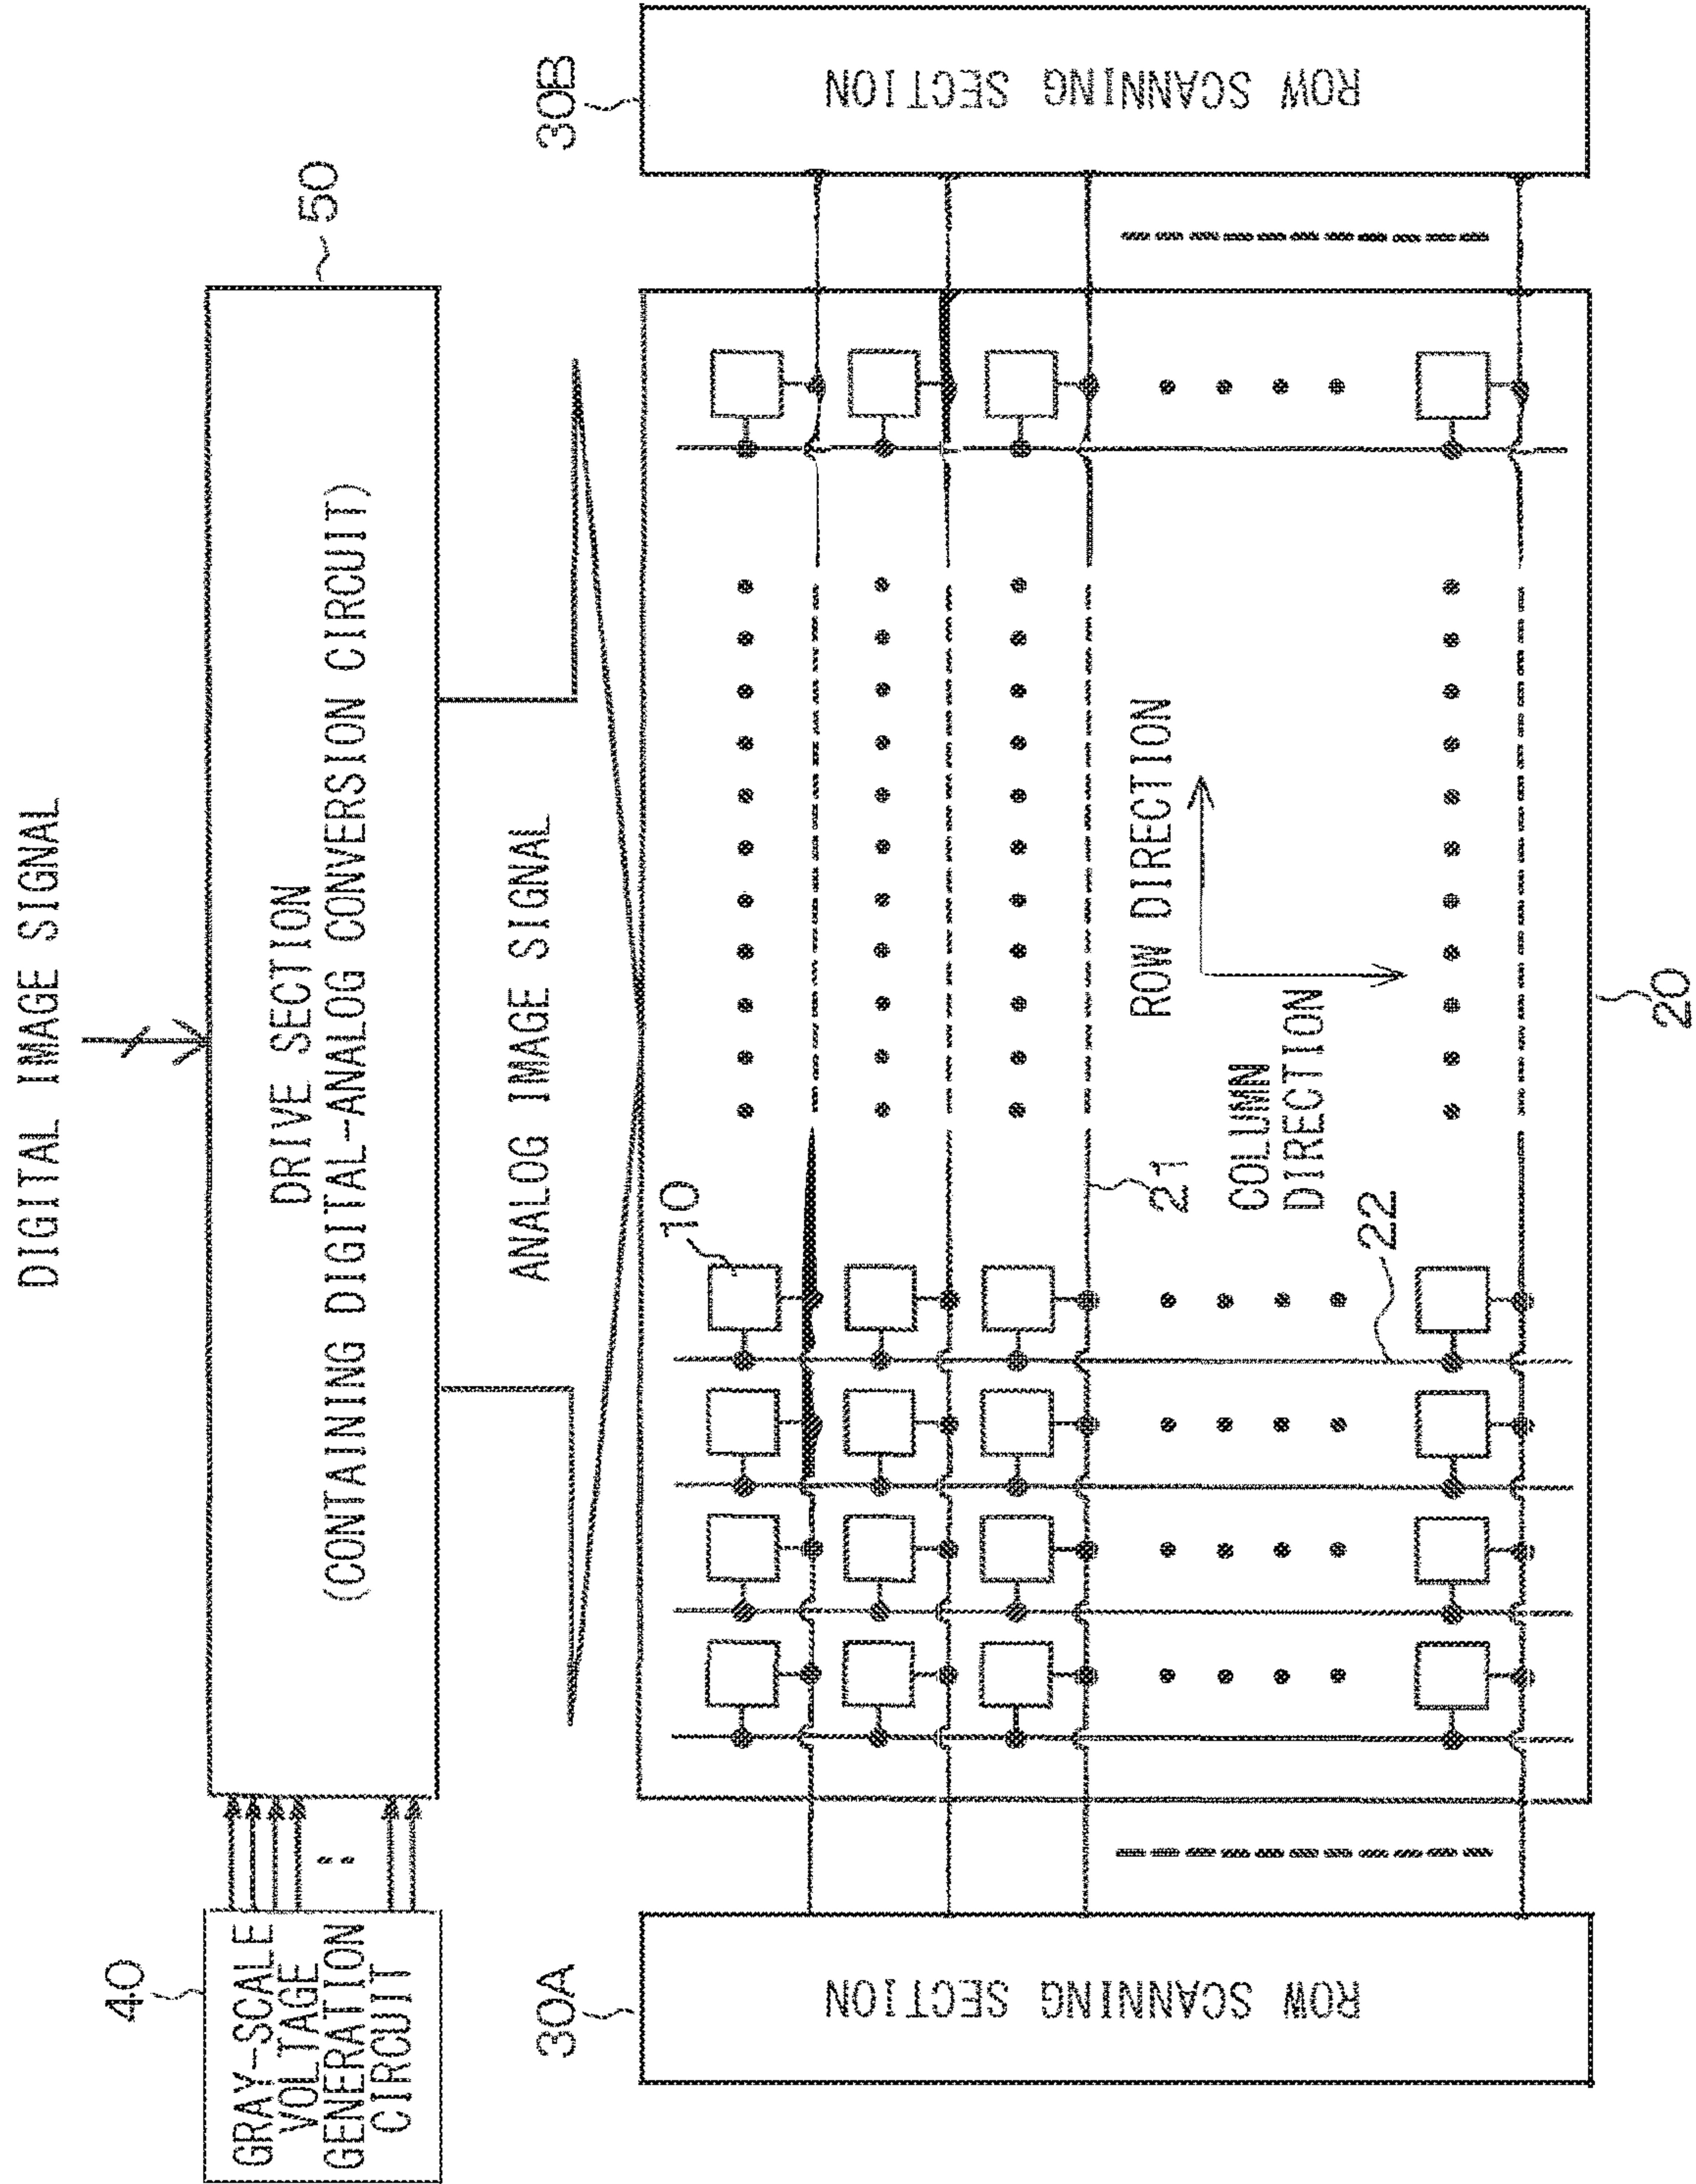 DIGITAL IMAGE SIGNAL
40
GRAY-SCALE
VOLTAGE
GENERATION
CIRCUIT
50
DRIVE SECTION
(CONTAINING DIGITAL-ANALOG CONVERSION CIRCUIT)
ANALOG IMAGE SIGNAL
30A
ROW SCANNING SECTION
30B
ROW SCANNING SECTION
10
21
ROW DIRECTION
COLUMN
DIRECTION
22
20